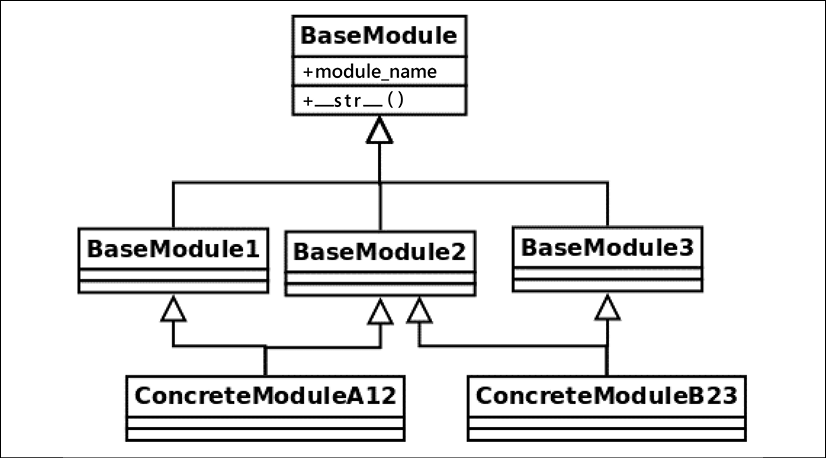 BaseModule
+module_name
+__str__()
BaseModule1
BaseModule2
BaseModule3
ConcreteModuleA12
ConcreteModuleB23